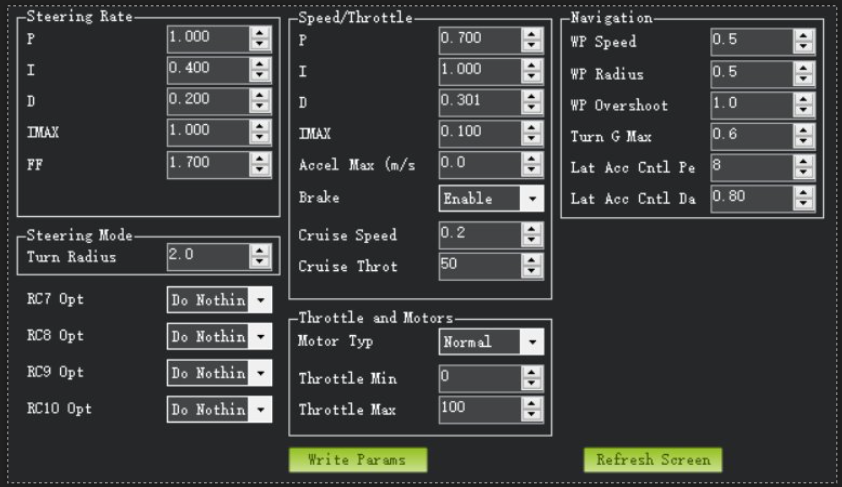 Steering Rate
P 1.000
I 0.400
D 0.200
IMAX 1.000
FF 1.700
Steering Mode
Turn Radius 2.0
RC7 Opt Do Nothin
RC8 Opt Do Nothin
RC9 Opt Do Nothin
RC10 Opt Do Nothin
Speed/Throttle
P 0.700
I 1.000
D 0.301
IMAX 0.100
Accel Max (m/s 0.0
Brake Enable
Cruise Speed 0.2
Cruise Throt 50
Throttle and Motors
Motor Typ Normal
Throttle Min 0
Throttle Max 100
Navigation
WP Speed 0.5
WP Radius 0.5
WP Overshoot 1.0
Turn G Max 0.6
Lat Acc Cntl Pe 8
Lat Acc Cntl Da 0.80
Write Params
Refresh Screen